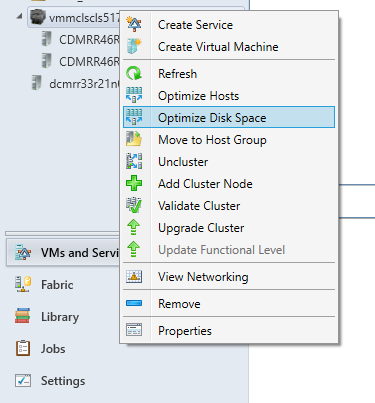 vmmclscls517
Create Service
CDMRR46R
Create Virtual Machine
CDMRR46R
Refresh
dcmrr33r21n0
Optimize Hosts
Optimize Disk Space
Move to Host Group
Uncluster
Add Cluster Node
Validate Cluster
Upgrade Cluster
Update Functional Level
VMs and Servi
View Networking
Fabric
Remove
Library
Properties
Jobs
Settings